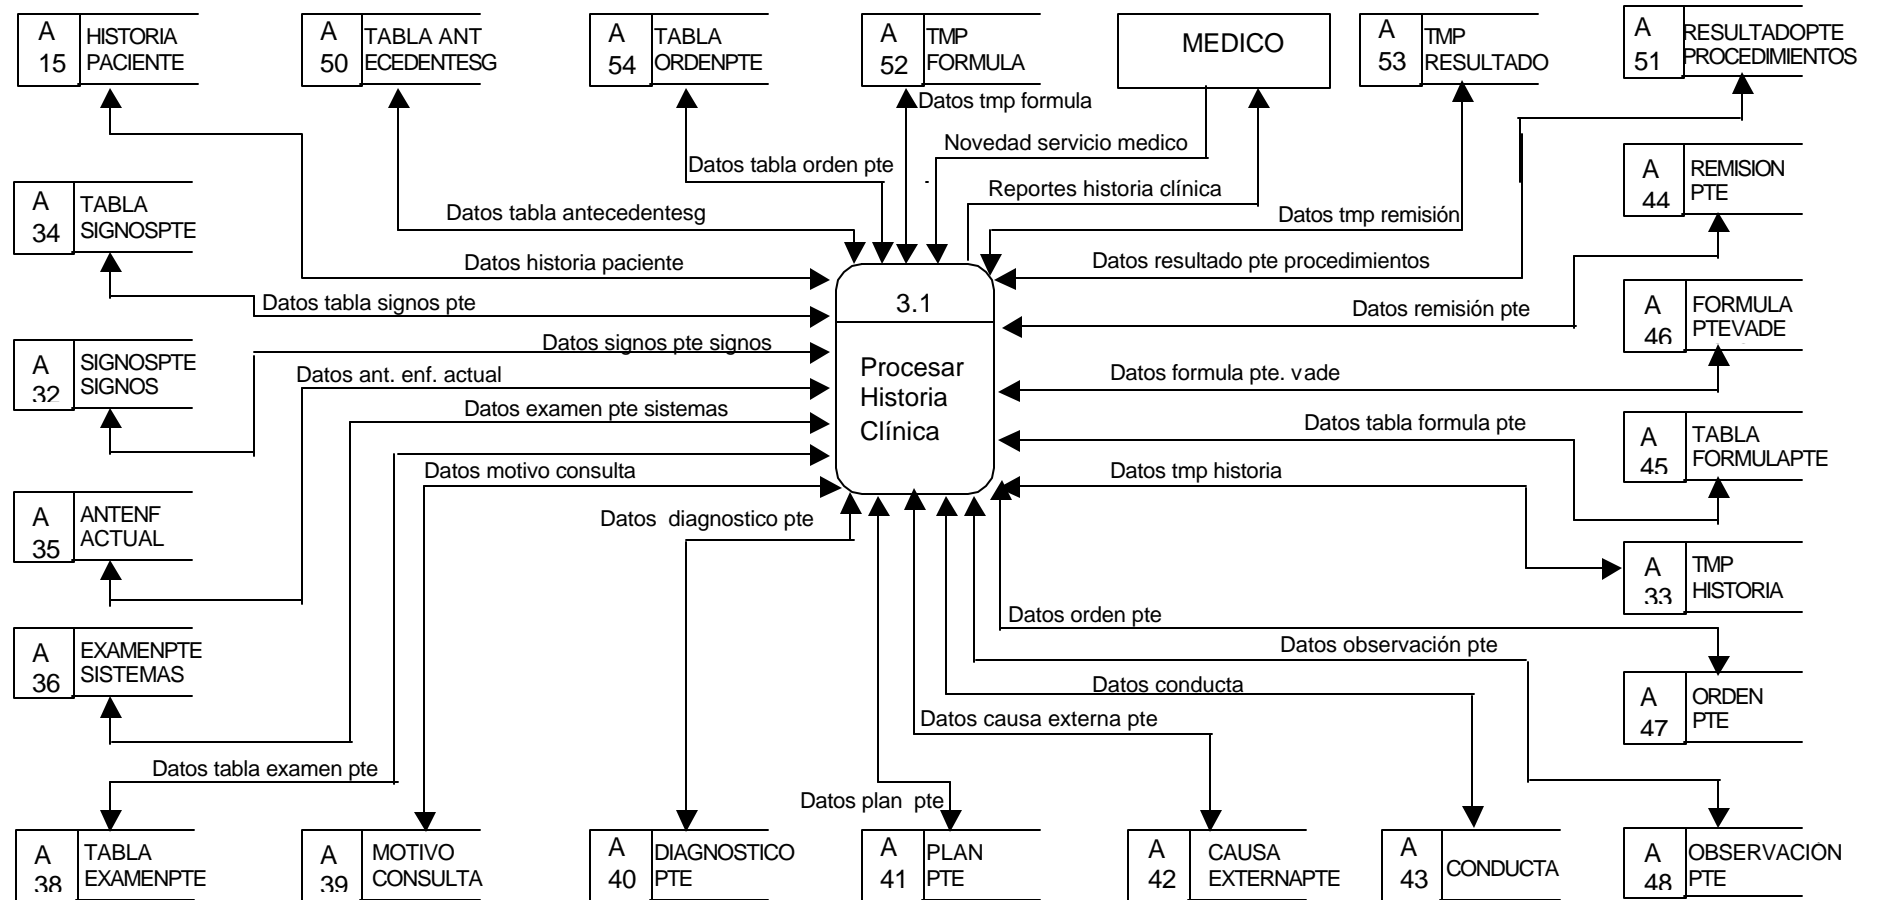 A
15
HISTORIA
PACIENTE
A
50
TABLA ANT
ECEDENTESG
A
54
TABLA
ORDENPTE
A
52
TMP
FORMULA
MEDICO
A
53
TMP
RESULTADO
A
51
RESULTADOPTE
PROCEDIMIENTOS
Datos tmp formula
Novedad servicio medico
Datos tabla orden pte
Reportes historia clínica
Datos tabla antecedentesg
Datos tmp remisión
A
44
REMISION
PTE
A
34
TABLA
SIGNOSPTE
Datos historia paciente
Datos resultado pte procedimientos
Datos tabla signos pte
3.1
Procesar
Historia
Clínica
Datos remisión pte
A
46
FORMULA
PTEVADE
A
32
SIGNOSPTE
SIGNOS
Datos signos pte signos
Datos ant. enf. actual
Datos formula pte. vade
Datos examen pte sistemas
Datos tabla formula pte
A
45
TABLA
FORMULAPTE
Datos motivo consulta
Datos tmp historia
A
35
ANTENF
ACTUAL
Datos diagnostico pte
A
33
TMP
HISTORIA
Datos orden pte
A
36
EXAMENPTE
SISTEMAS
Datos observación pte
Datos conducta
A
47
ORDEN
PTE
Datos causa externa pte
Datos tabla examen pte
Datos plan pte
A
38
TABLA
EXAMENPTE
A
39
MOTIVO
CONSULTA
A
40
DIAGNOSTICO
PTE
A
41
PLAN
PTE
A
42
CAUSA
EXTERNAPTE
A
43
CONDUCTA
A
48
OBSERVACIÓN
PTE